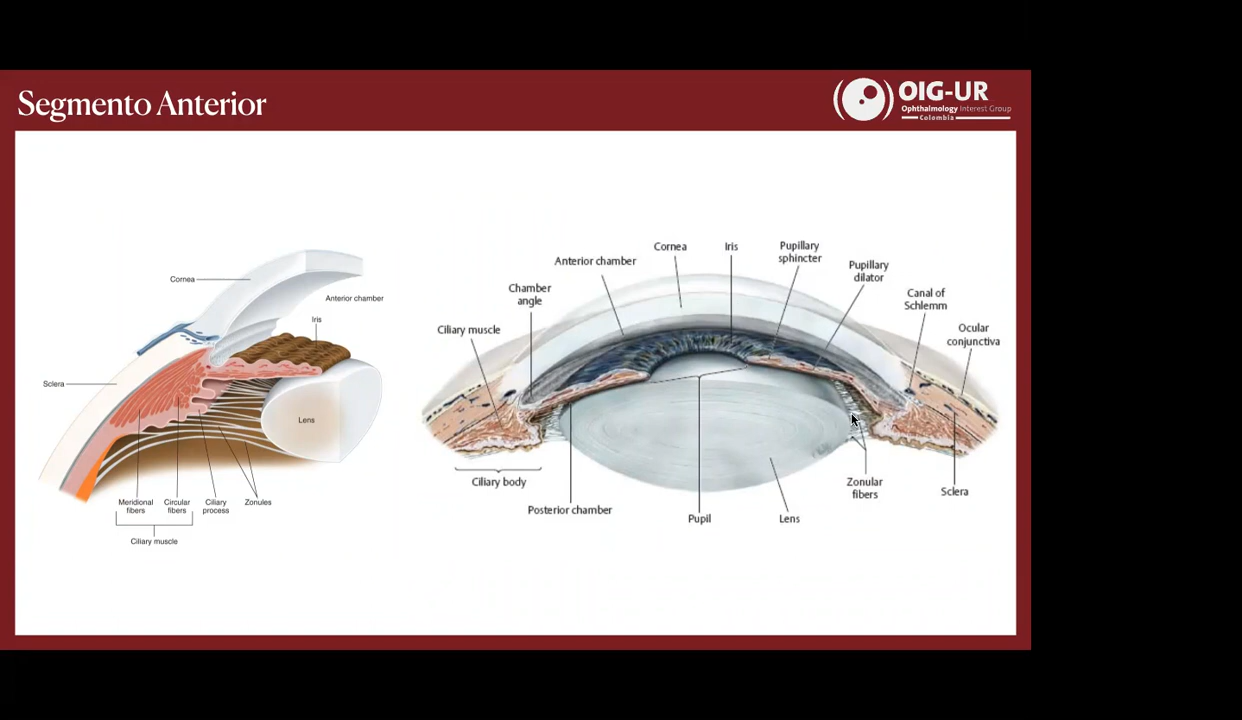 Segmento Anterior
OIG-UR
Ophthalmology Interest Group
Colombia
Cornea
Anterior chamber
Iris
Sclera
Lens
Meridional
fibers
Circular
fibers
Ciliary
process
Zonules
Ciliary muscle
Cornea
Iris
Pupillary
sphincter
Anterior chamber
Pupillary
dilator
Chamber
angle
Canal of
Schlemm
Ciliary muscle
Ocular
conjunctiva
Ciliary body
Posterior chamber
Pupil
Lens
Zonular
fibers
Sclera